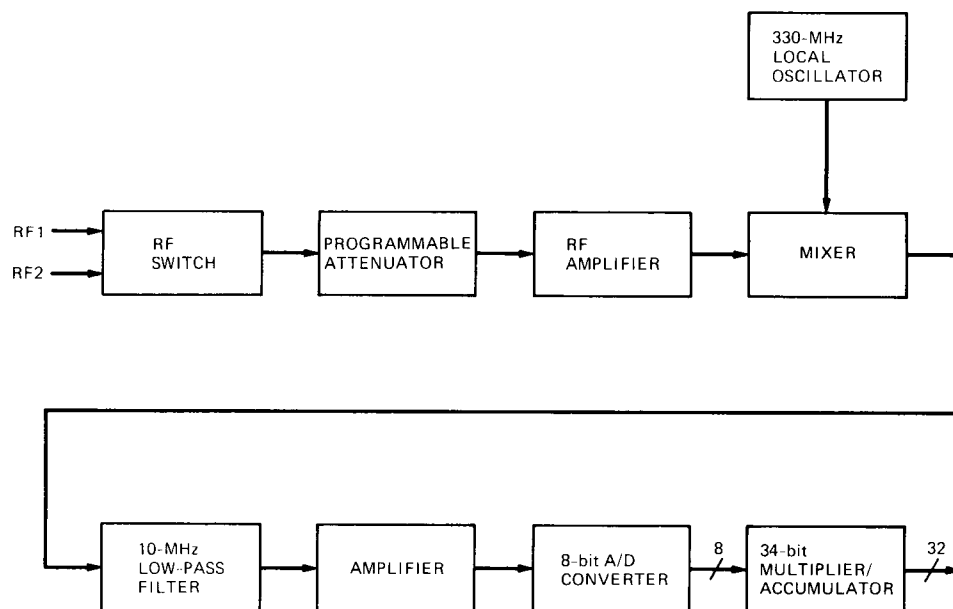 330-MHz
LOCAL
OSCILLATOR
RF1
RF2
RF
SWITCH
PROGRAMMABLE
ATTENUATOR
RF
AMPLIFIER
MIXER
10-MHz
LOW-PASS
FILTER
AMPLIFIER
8-bit A/D
CONVERTER
8
34-bit
MULTIPLIER/
ACCUMULATOR
32